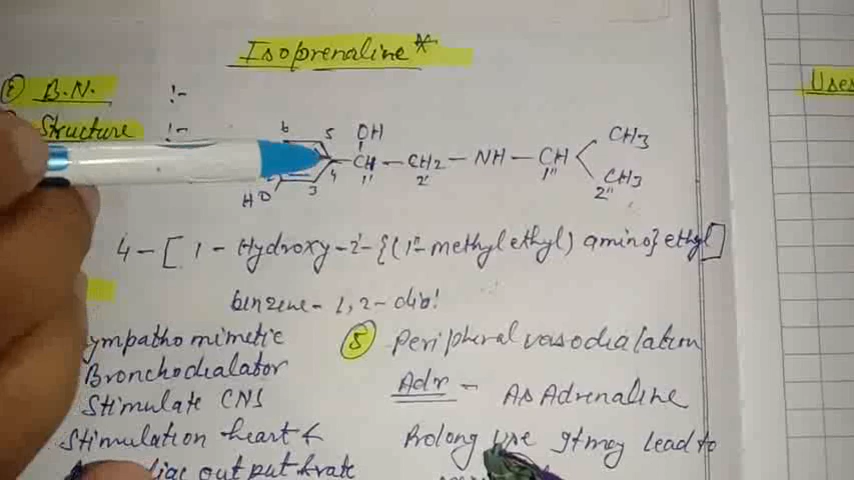 Isoprenaline*
B.N. :-
Uses
Structure :-
6 5 OH
CH3
CH — CH2 — NH — CH
4 1' 2' 1"
3
CH3
HO
2"
4 - [ 1 - Hydroxy - 2'- {(1"- methylethyl) amino} ethyl]
benzene - 1, 2 - diol
ympathomimetic
5 Peripheral vasodialation
Bronchodialator
Adr - As Adrenaline
Stimulate CNS
Stimulation heart &
Prolong use It may lead to
output & rate